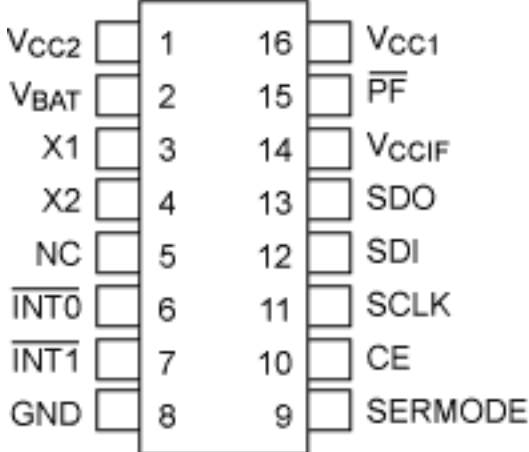 VCC2 1 16 VCC1
VBAT 2 15 PF
X1 3 14 VCCIF
X2 4 13 SDO
NC 5 12 SDI
INT0 6 11 SCLK
INT1 7 10 CE
GND 8 9 SERMODE